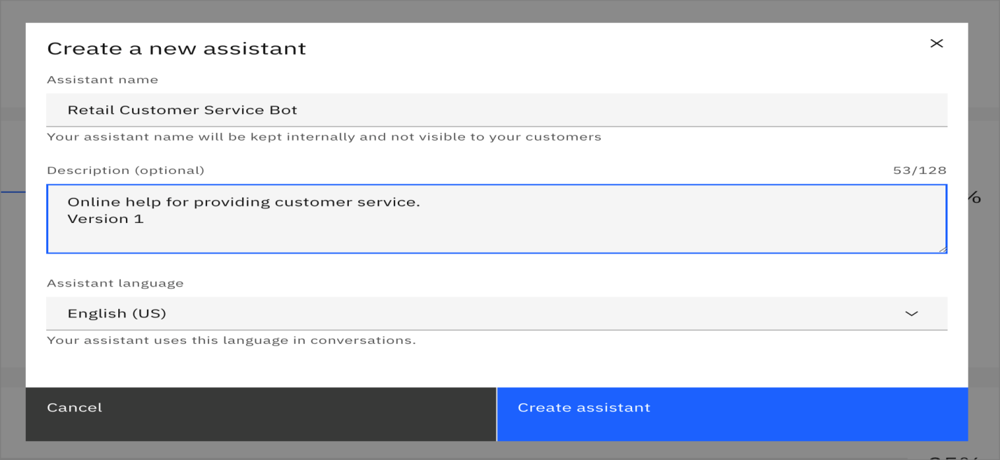 Create a new assistant
Assistant name
Retail Customer Service Bot
Your assistant name will be kept internally and not visible to your customers
Description (optional)
53/128
Online help for providing customer service.
Version 1
Assistant language
English (US)
Your assistant uses this language in conversations.
Cancel
Create assistant